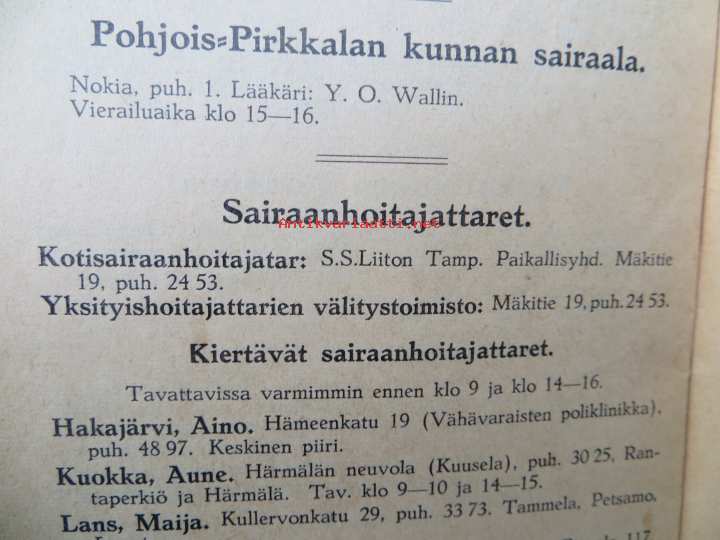 Pohjois=Pirkkalan kunnan sairaala.
Nokia, puh. 1. Lääkäri: Y. O. Wallin.
Vierailuaika klo 15—16.
Sairaanhoitajattaret.
Antikvariaatti.net
Kotisairaanhoitajatar: S.S.Liiton Tamp. Paikallisyhd. Mäkitie
19, puh. 24 53.
Yksityishoitajattarien välitystoimisto: Mäkitie 19, puh. 24 53.
Kiertävät sairaanhoitajattaret.
Tavattavissa varmimmin ennen klo 9 ja klo 14—16.
Hakajärvi, Aino. Hämeenkatu 19 (Vähävaraisten poliklinikka),
puh. 48 97. Keskinen piiri.
Kuokka, Aune. Härmälän neuvola (Kuusela), puh. 30 25, Ran-
taperkiö ja Härmälä. Tav. klo 9—10 ja 14—15.
Lans, Maija. Kullervonkatu 29, puh. 33 73. Tammela, Petsamo,
117